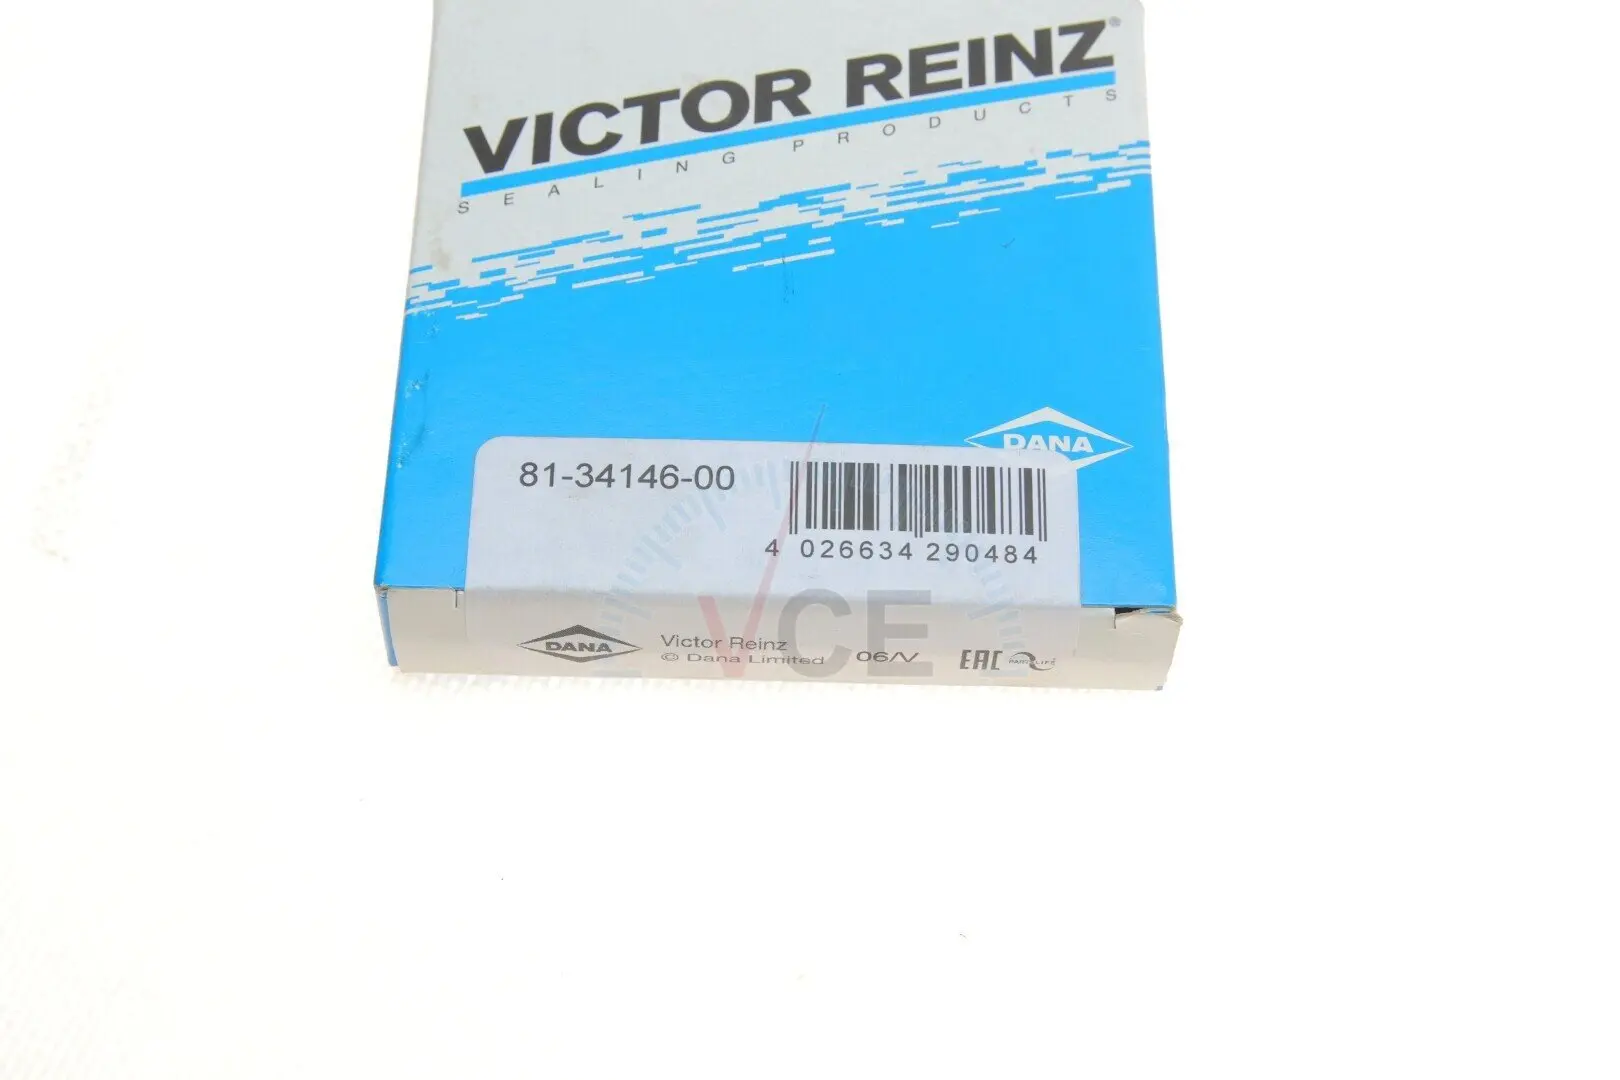 VICTOR REINZ®
SEALING PRODUCTS
DANA
81-34146-00
4 026634 290484
VCE
DANA
Victor Reinz
© Dana Limited
06/V
EAC